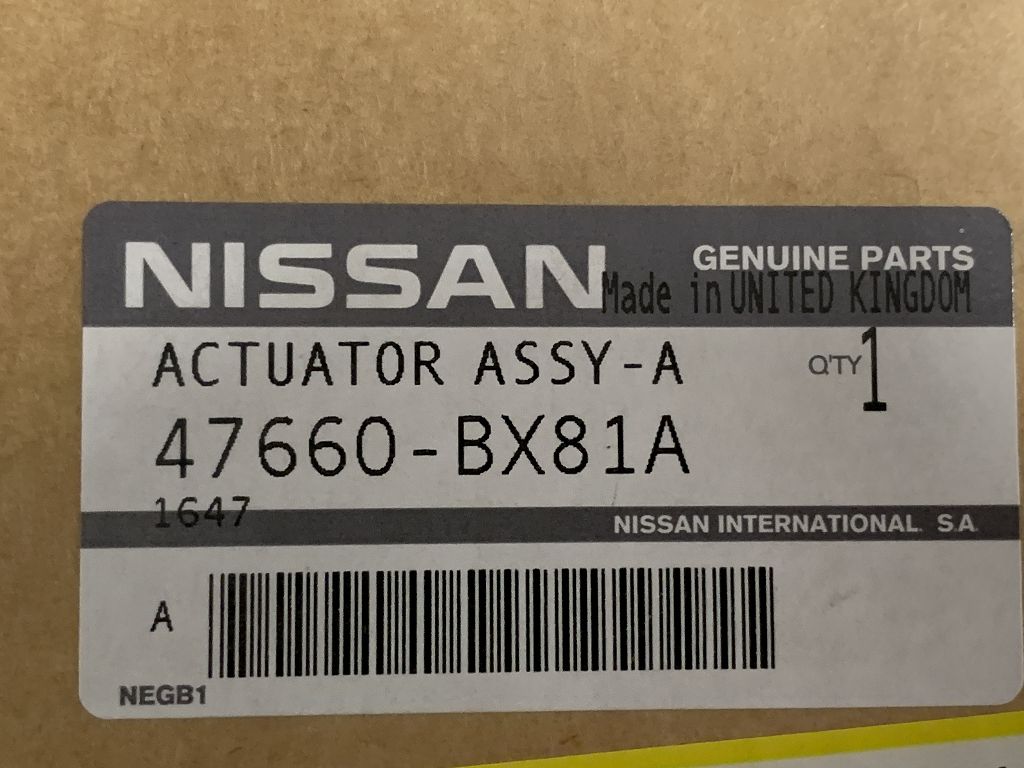 NISSAN
GENUINE PARTS
Made in UNITED KINGDOM
ACTUATOR ASSY-A
Q'TY 1
47660-BX81A
1647
NISSAN INTERNATIONAL S.A.
A
NEGB1